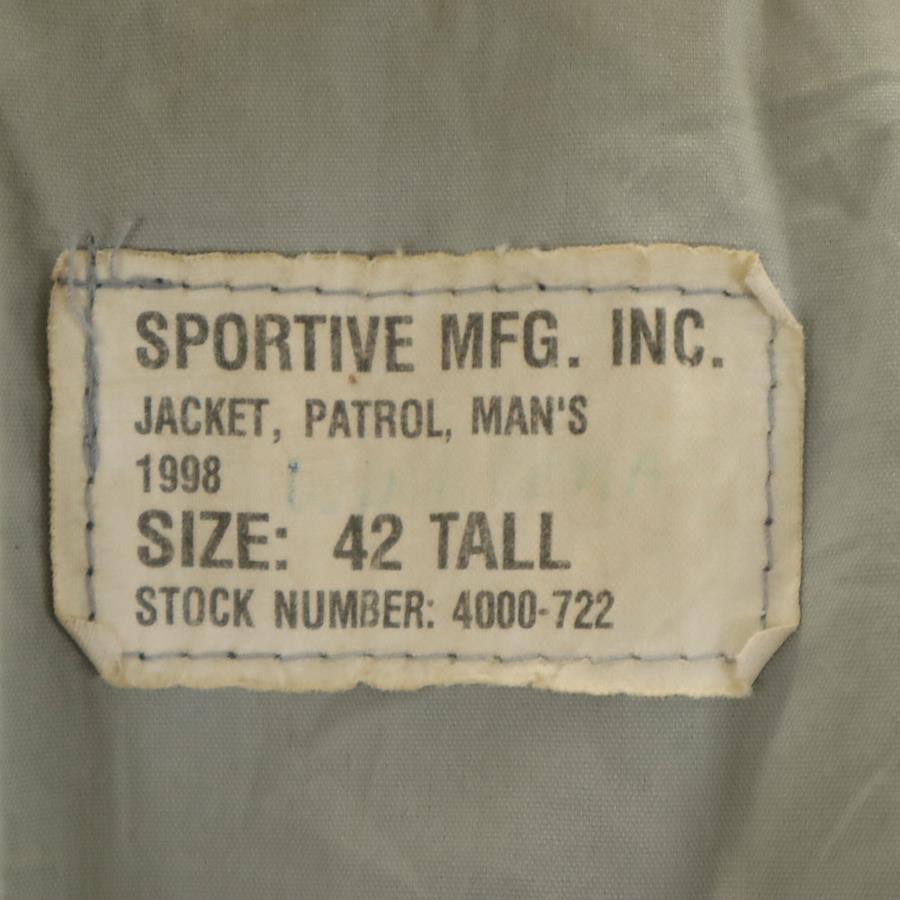 SPORTIVE MFG. INC.
JACKET, PATROL, MAN'S
1998
SIZE: 42 TALL
STOCK NUMBER: 4000-722